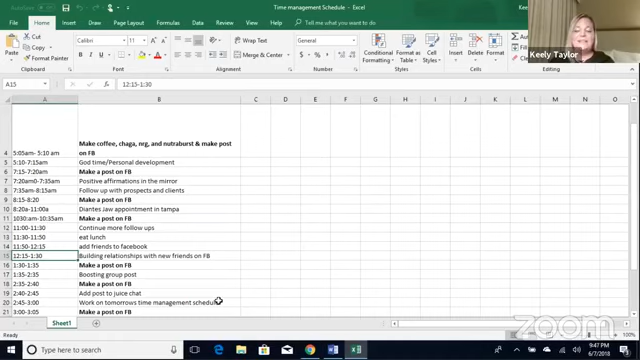 AutoSave
Time management Schedule - Excel
Kee
File
Home
Insert
Draw
Page Layout
Formulas
Data
Review
View
Help
Tell me what you want to do
Cut
Copy
Format Painter
Paste
Clipboard
Calibri
11
Font
Wrap Text
Merge & Center
Alignment
General
Number
Conditional Formatting
Format as Table
Cell Styles
Styles
Keely Taylor
A15
12:15-1:30
A B C D E F G H I J K L M N O
4 5:05am- 5:10 am Make coffee, chaga, nrg, and nutraburst & make post on FB
5 5:10-7:15am God time/Personal development
6 7:15-7:20am Make a post on FB
7 7:20am0-7:35am Positive affirmations in the mirror
8 7:35am-8:15am Follow up with prospects and clients
9 8:15-8:20 Make a post on FB
10 8:20a-11:00a Diantes Jaw appointment in tampa
11 1030:am-10:35am Make a post on FB
12 11:00-11:30 Continue more follow ups
13 11:30-11:50 eat lunch
14 11:50-12:15 add friends to facebook
15 12:15-1:30 Building relationships with new friends on FB
16 1:30-1:35 Make a post on FB
17 1:35-2:35 Boosting group post
18 2:35-2:40 Make a post on FB
19 2:40-2:45 Add post to juice chat
20 2:45-3:00 Work on tomorrows time management schedule
21 3:00-3:05 Make a post on FB
Sheet1
Ready
zoom
Type here to search
9:47 PM
6/7/2018